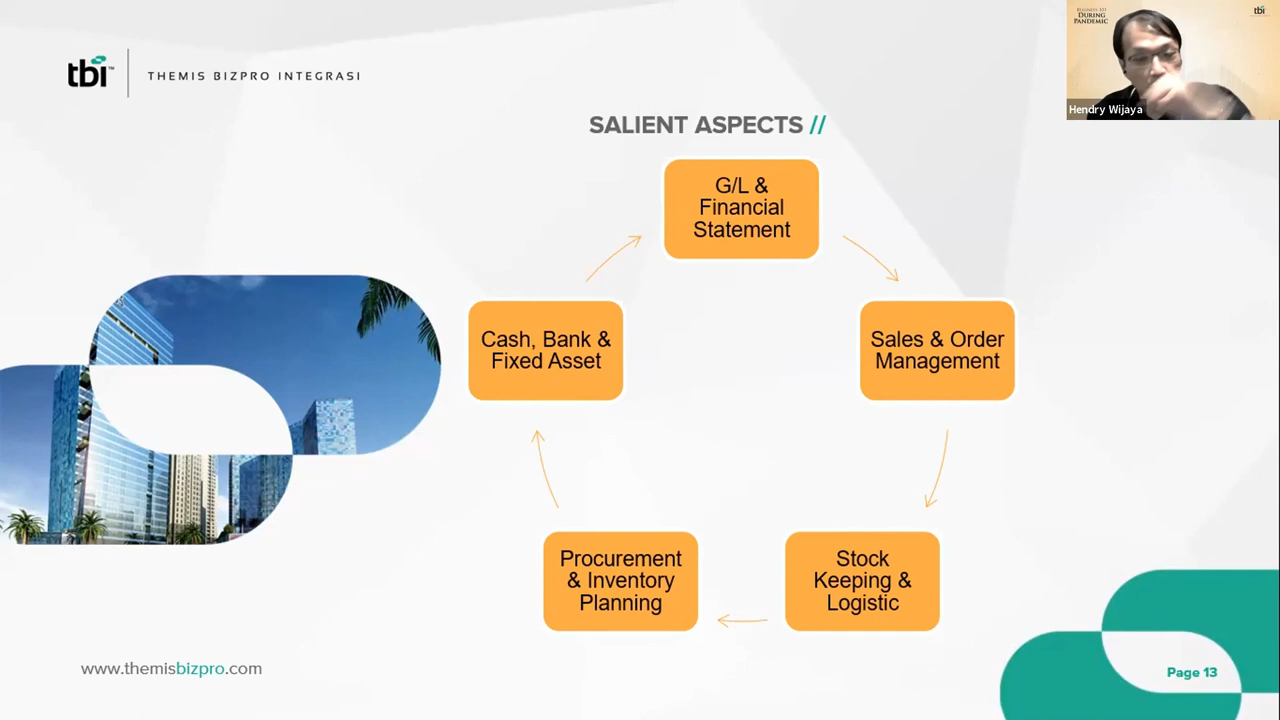 tbi™
THEMIS BIZPRO INTEGRASI
SALIENT ASPECTS //
G/L &
Financial
Statement
Cash, Bank &
Fixed Asset
Sales & Order
Management
Procurement
& Inventory
Planning
Stock
Keeping &
Logistic
www.themisbizpro.com
Page 13
DURING
PANDEMIC
tbi
Hendry Wijaya